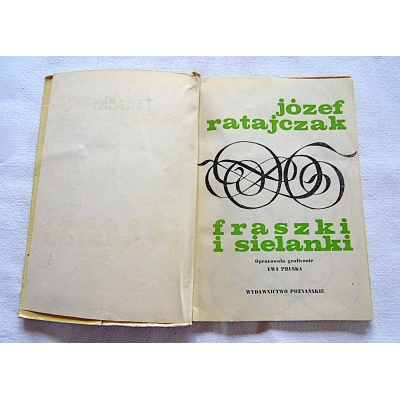 józef
ratajczak
fraszki
i sielanki
Opracowała graficznie
EWA PRUSKA
WYDAWNICTWO POZNAŃSKIE